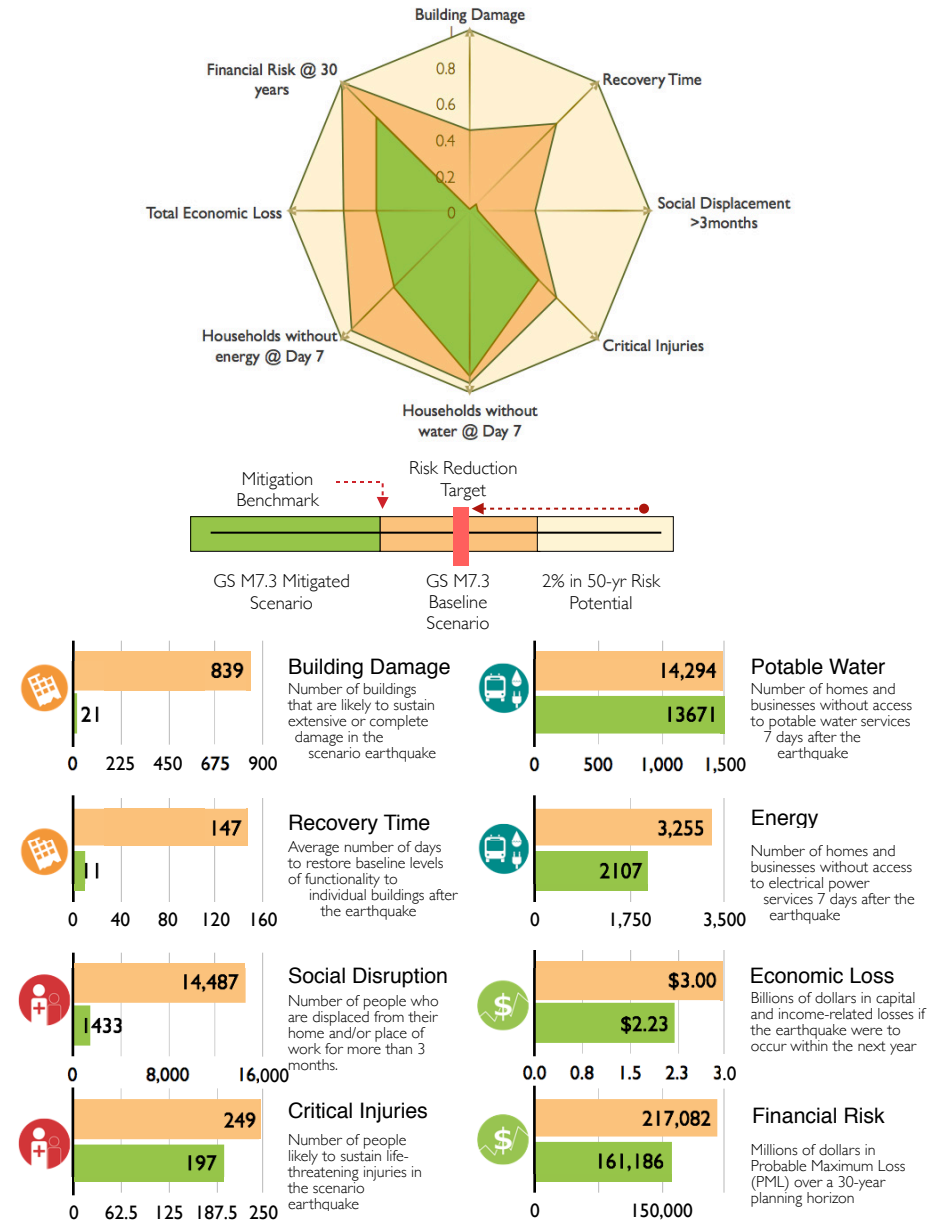 Building Damage
1
Financial Risk @ 30
years
0.8
Recovery Time
0.6
0.4
0.2
0
Total Economic Loss
Social Displacement
>3months
Households without
energy @ Day 7
Critical Injuries
Households without
water @ Day 7
Mitigation
Benchmark
Risk Reduction
Target
GS M7.3 Mitigated
Scenario
GS M7.3
Baseline
Scenario
2% in 50-yr Risk
Potential
839
21
0 225 450 675 900
Building Damage
Number of buildings
that are likely to sustain
extensive or complete
damage in the
scenario earthquake
14,294
13671
0 500 1,000 1,500
Potable Water
Number of homes and
businesses without access
to potable water services
7 days after the
earthquake
147
11
0 40 80 120 160
Recovery Time
Average number of days
to restore baseline levels
of functionality to
individual buildings after
the earthquake
3,255
2107
0 1,750 3,500
Energy
Number of homes and
businesses without access
to electrical power
services 7 days after the
earthquake
14,487
1433
0 8,000 16,000
Social Disruption
Number of people who
are displaced from their
home and/or place of
work for more than 3
months.
$
$3.00
$2.23
0.0 0.8 1.5 2.3 3.0
Economic Loss
Billions of dollars in capital
and income-related losses if
the earthquake were to
occur within the next year
249
197
0 62.5 125 187.5 250
Critical Injuries
Number of people
likely to sustain life-
threatening injuries in
the scenario
earthquake
$
217,082
161,186
0 150,000
Financial Risk
Millions of dollars in
Probable Maximum Loss
(PML) over a 30-year
planning horizon